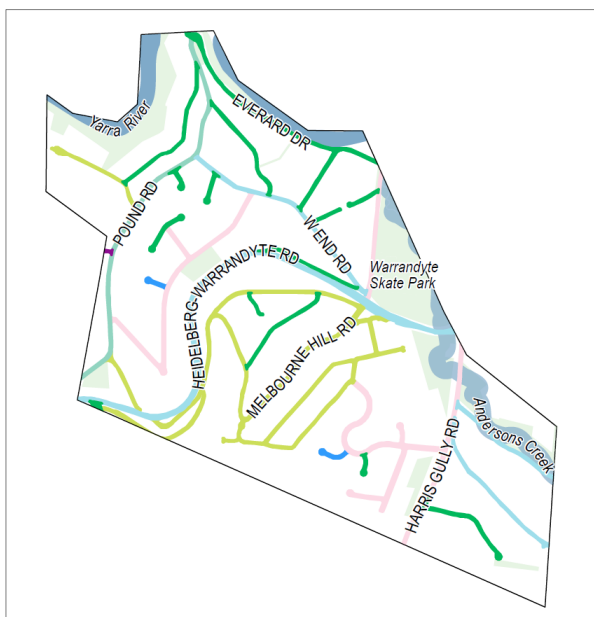 Yarra River
EVERARD DR
POUND RD
W END RD
HEIDELBERG-WARRANDYTE RD
Warrandyte
Skate Park
MELBOURNE HILL RD
Andersons Creek
HARRIS GULLY RD